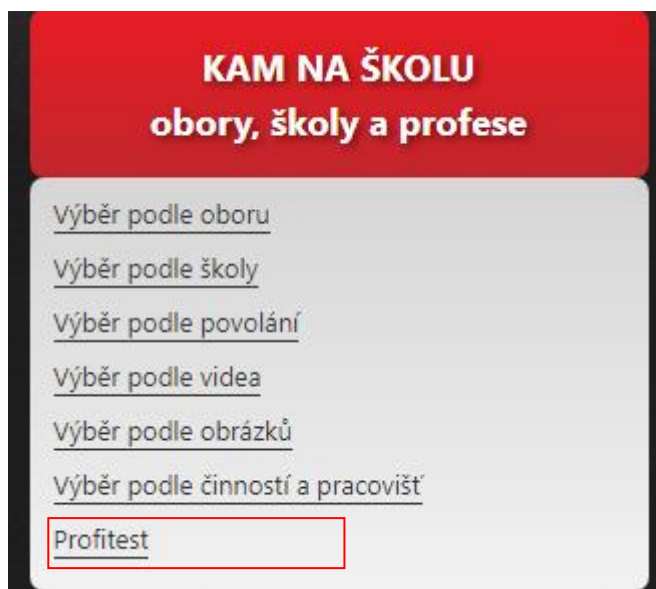 KAM NA ŠKOLU
obory, školy a profese
Výběr podle oboru
Výběr podle školy
Výběr podle povolání
Výběr podle videa
Výběr podle obrázků
Výběr podle činností a pracovišť
Profitest